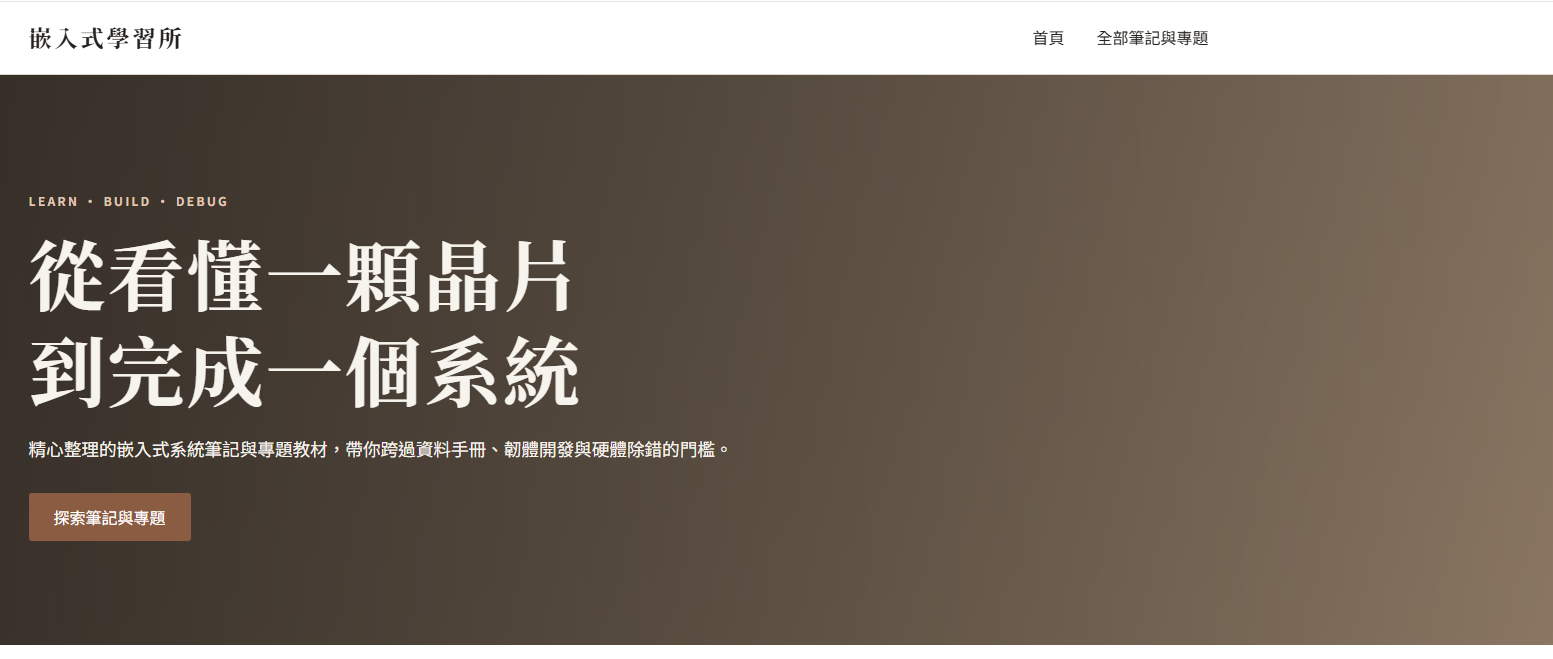 嵌入式學習所
首頁
全部筆記與專題
LEARN • BUILD • DEBUG
從看懂一顆晶片
到完成一個系統
精心整理的嵌入式系統筆記與專題教材，帶你跨過資料手冊、韌體開發與硬體除錯的門檻。
探索筆記與專題